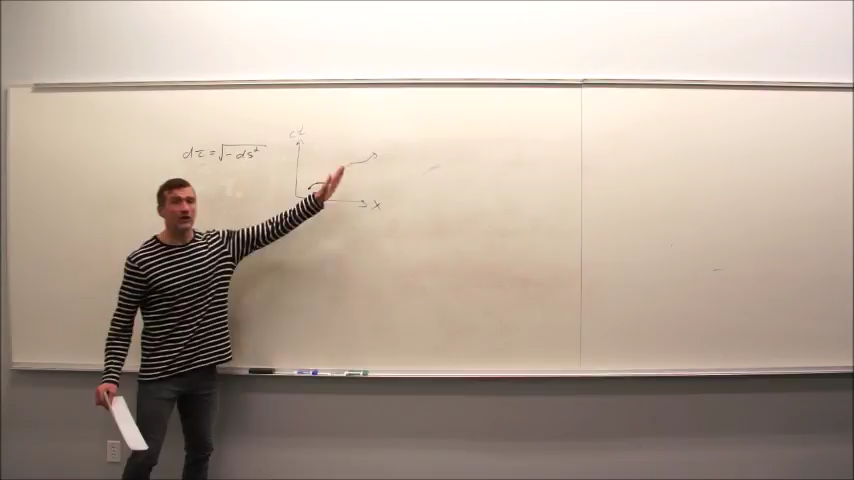 dτ = √-ds²
ct
x